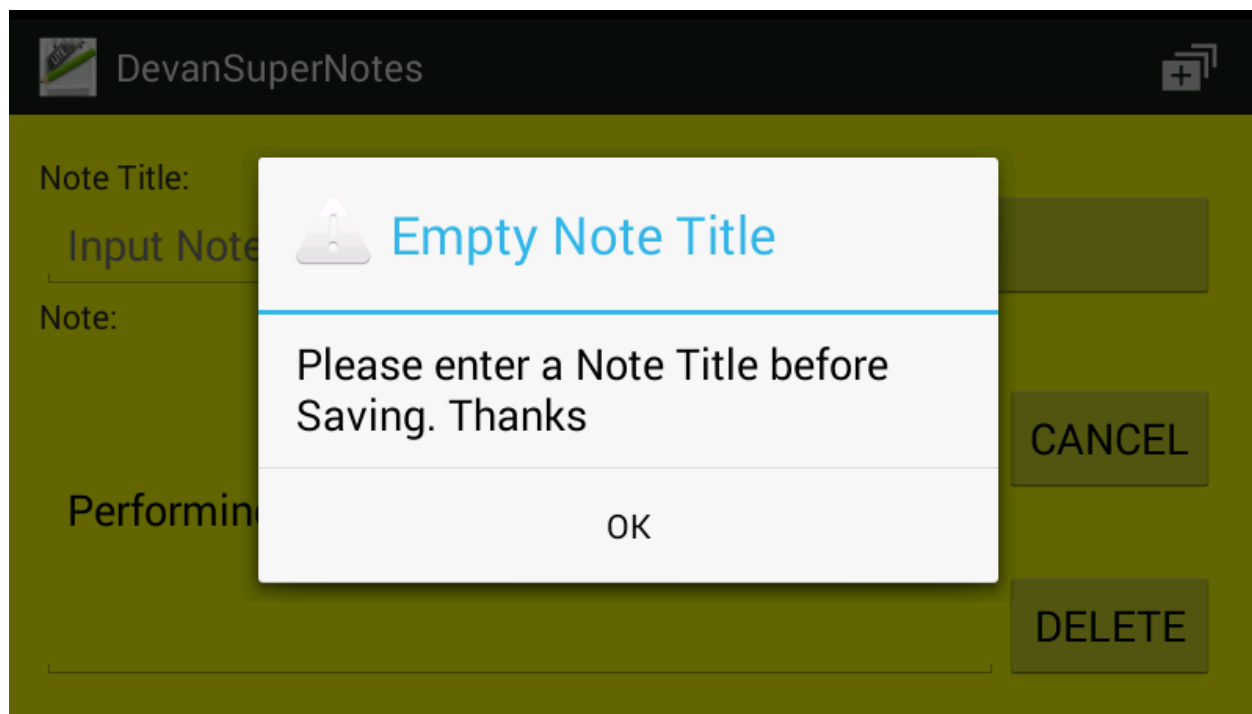 DevanSuperNotes
Note Title:
Input Note
Empty Note Title
Note:
Please enter a Note Title before
Saving. Thanks
CANCEL
Performin
OK
DELETE